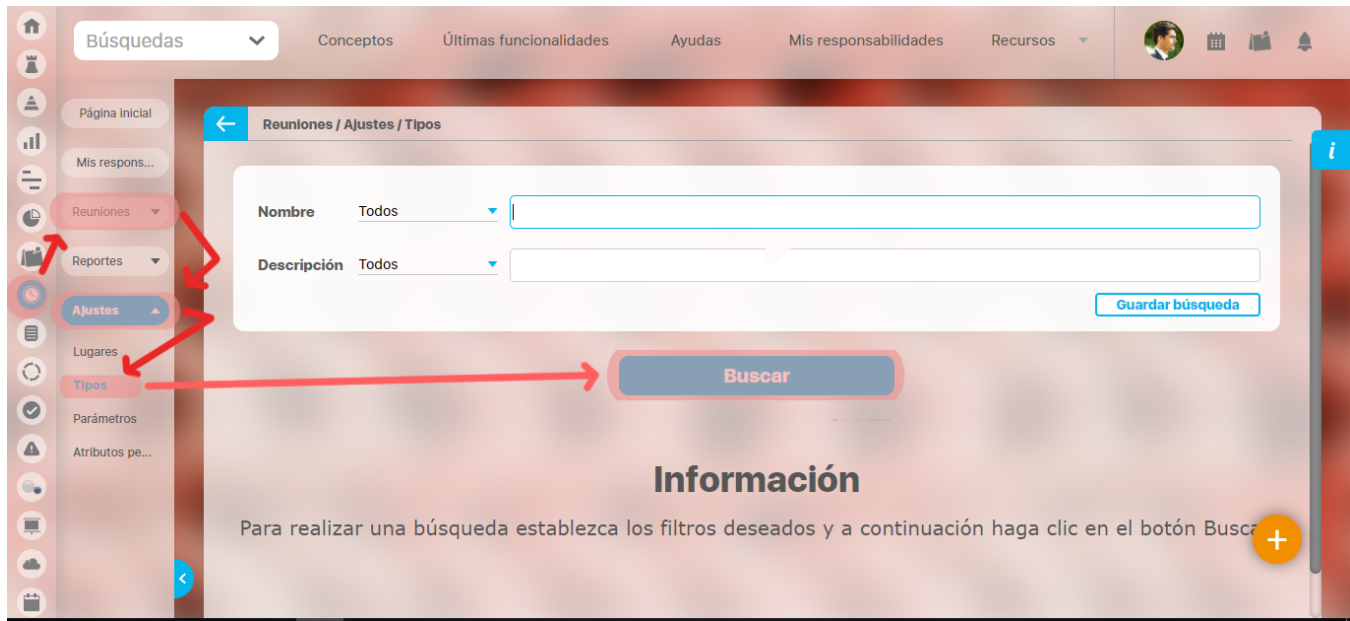 Búsquedas
Conceptos
Últimas funcionalidades
Ayudas
Mis responsabilidades
Recursos
Página inicial
Mis respons...
Reuniones
Reportes
Ajustes
Lugares
Tipos
Parámetros
Atributos pe...
Reuniones / Ajustes / Tipos
i
Nombre Todos
Descripción Todos
Guardar búsqueda
Buscar
Información
Para realizar una búsqueda establezca los filtros deseados y a continuación haga clic en el botón Busca
+